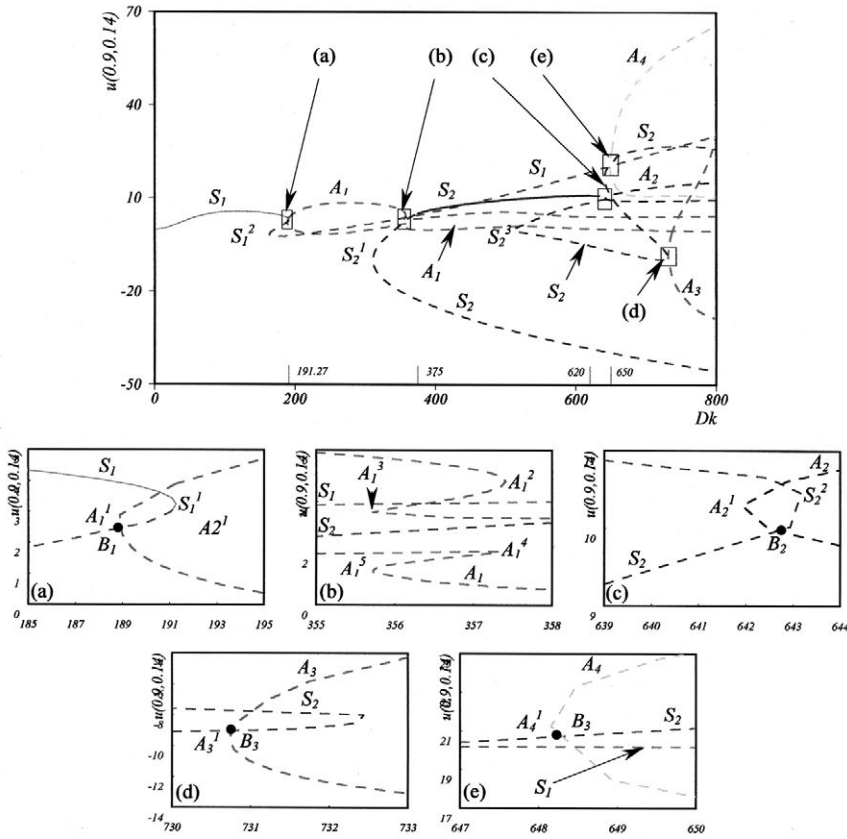 70
40
10
-20
-50
u(0.9,0.14)
(a)
(b)
(c)
(e)
A4
S2
S1
A2
S1
A1
S2
S1^2
S2^1
A1
S2^3
S2
S2
(d)
A3
191.27
375
620
650
0
200
400
600
800
Dk
S1
A1^1
S1^1
B1
A2^1
3
2
1
0
(a)
185
187
189
191
193
195
u(0.9,0.14)
A1^3
A1^2
S1
S2
A1^4
A1^5
A1
2
0
(b)
355
356
357
358
u(0.9,0.14)
A2
S2^2
A2^1
10
B2
S2
9
(c)
639
640
641
642
643
644
u(0.9,0.14)
A3
S2
-8
A3^1
B3
-10
-12
-14
(d)
730
731
732
733
u(0.9,0.14)
A4
A4^1
B3
S2
21
19
S1
17
(e)
647
648
649
650